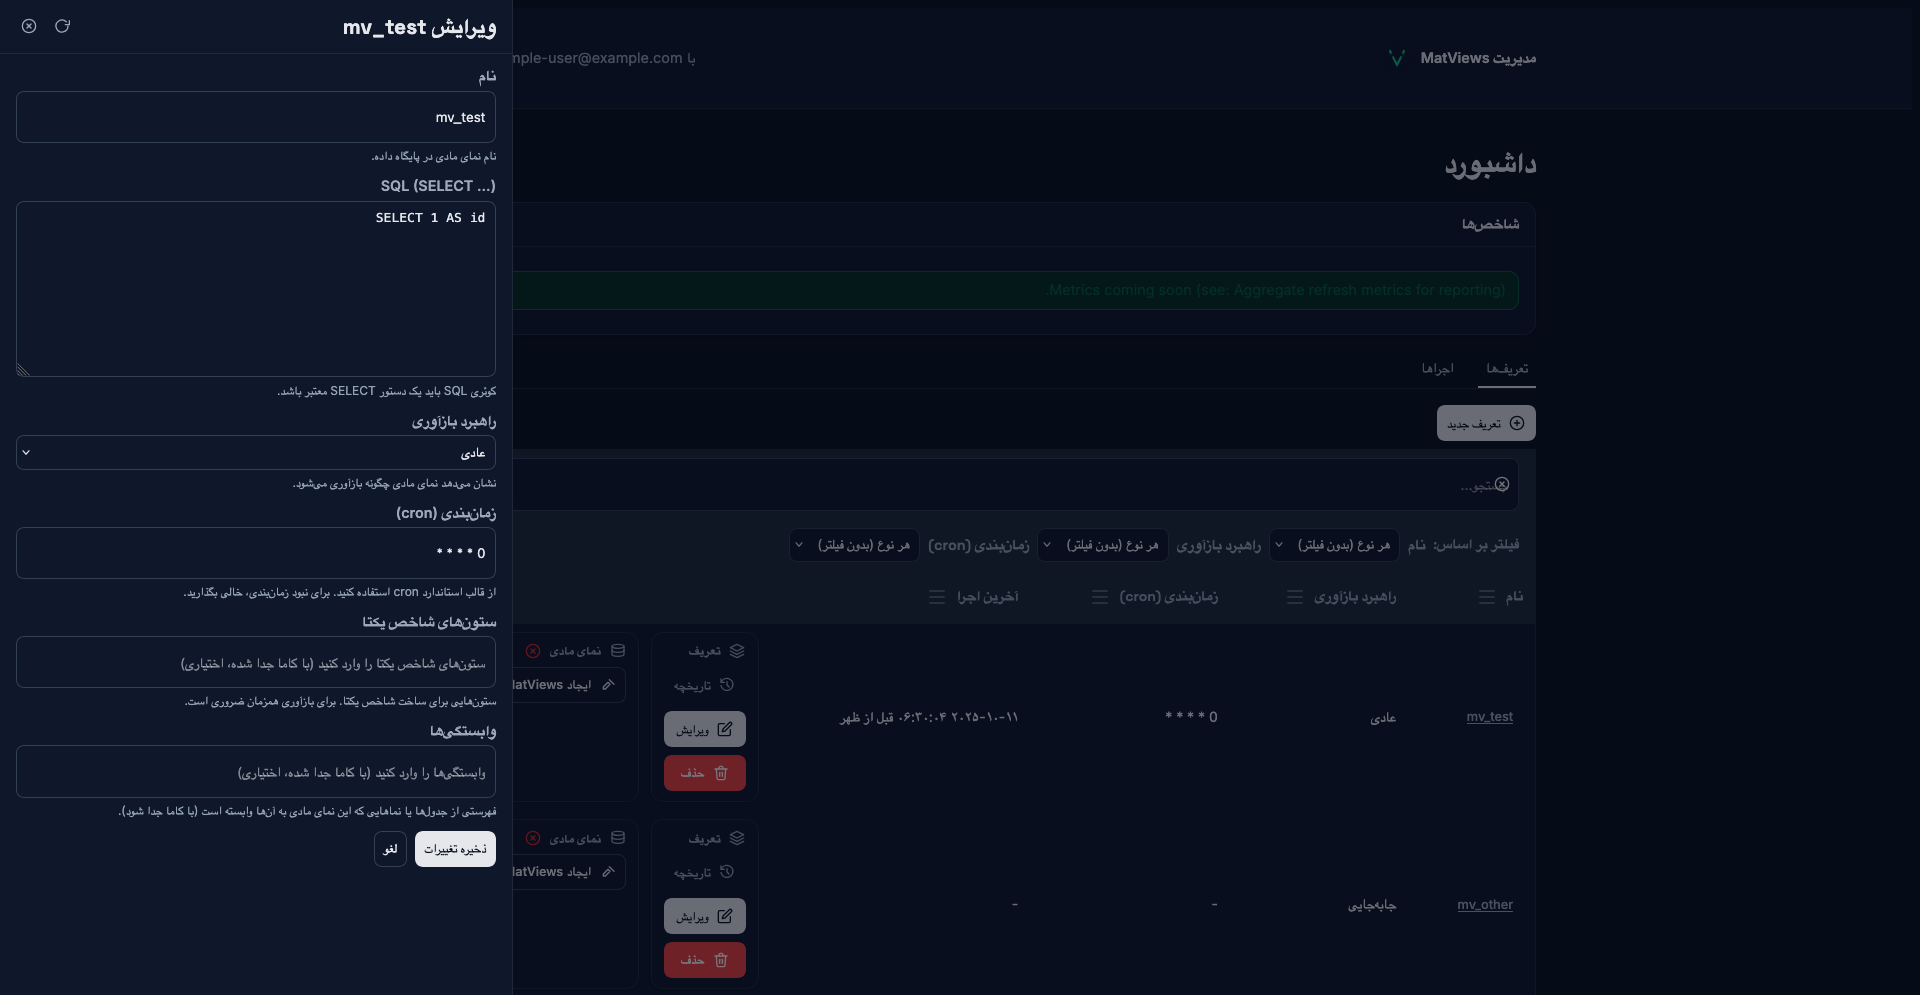 ویرایش mv_test
نام
mv_test
نام نمای مادی در پایگاه داده.
SQL (SELECT …)
SELECT 1 AS id
کوئری SQL باید یک دستور SELECT معتبر باشد.
راهبرد بازآوری
عادی
نشان می‌دهد نمای مادی چگونه بازآوری می‌شود.
زمان‌بندی (cron)
0 * * * *
از قالب استاندارد cron استفاده کنید. برای نبود زمان‌بندی، خالی بگذارید.
ستون‌های شاخص یکتا
ستون‌های شاخص یکتا را وارد کنید (با کاما جدا شده، اختیاری)
ستون‌هایی برای ساخت شاخص یکتا. برای بازآوری همزمان ضروری است.
وابستگی‌ها
وابستگی‌ها را وارد کنید (با کاما جدا شده، اختیاری)
فهرستی از جدول‌ها یا نماهایی که این نمای مادی به آن‌ها وابسته است (با کاما جدا شود).
ذخیره تغییرات
لغو
مدیریت MatViews
با mple-user@example.com
داشبورد
شاخص‌ها
Metrics coming soon (see: Aggregate refresh metrics for reporting).
تعریف‌ها
اجراها
تعریف جدید
فیلتر بر اساس: نام هر نوع (بدون فیلتر) راهبرد بازآوری هر نوع (بدون فیلتر) زمان‌بندی (cron) هر نوع (بدون فیلتر)
نام راهبرد بازآوری زمان‌بندی (cron) آخرین اجرا
mv_test عادی 0 * * * * ۲۰۲۵-۱۰-۱۱ ۰۶:۳۰:۰۴ قبل از ظهر
تعریف
تاریخچه
ویرایش
حذف
نمای مادی
ایجاد MatViews
mv_other جابه‌جایی - -
تعریف
تاریخچه
ویرایش
حذف
نمای مادی
ایجاد MatViews